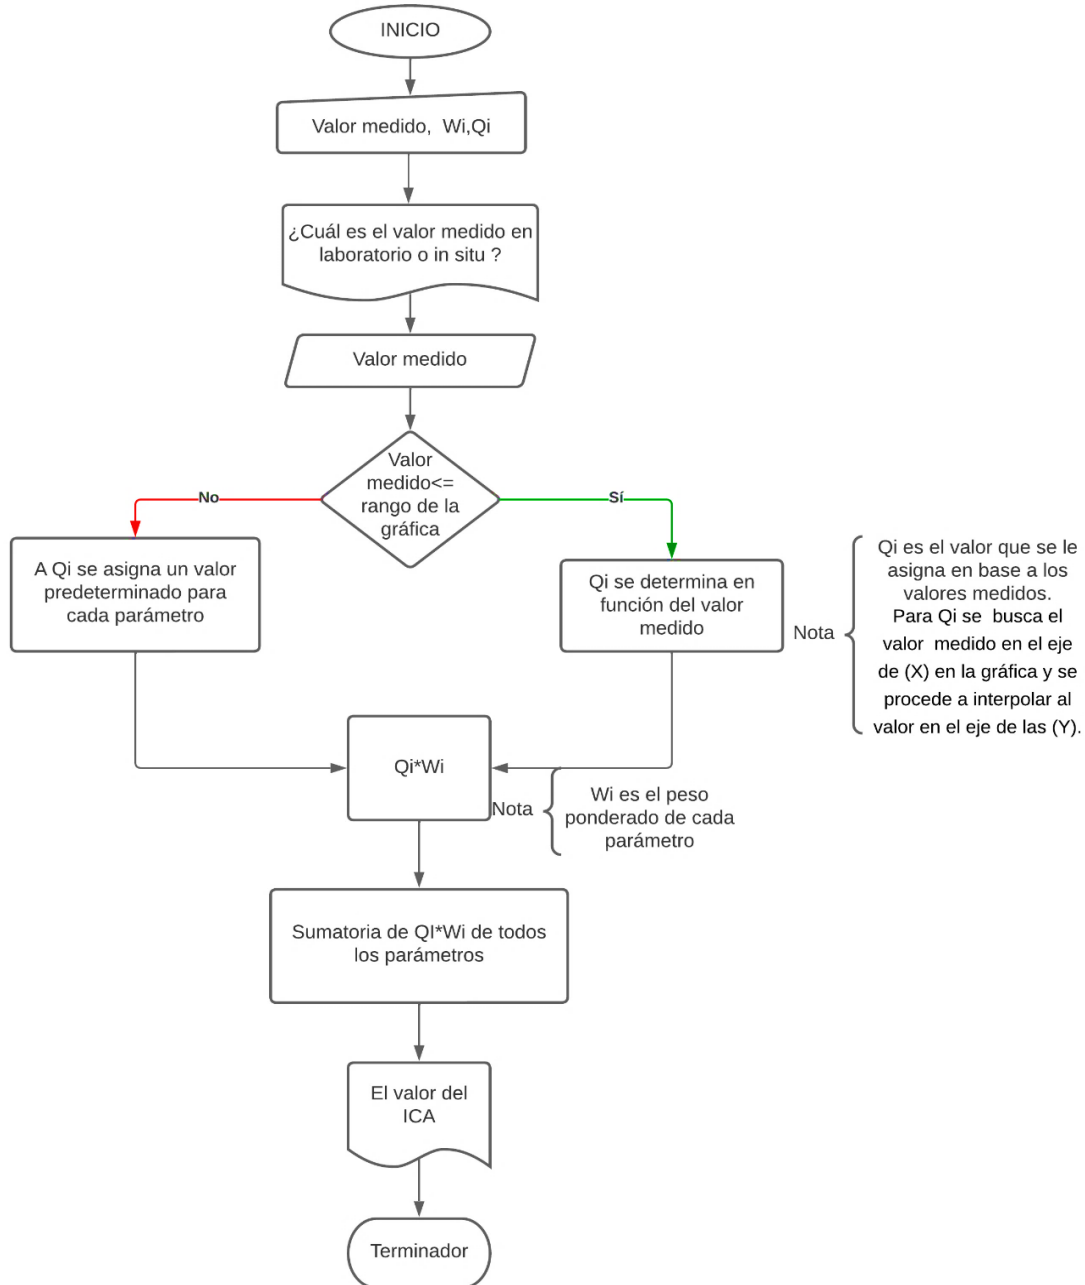 INICIO
Valor medido,  Wi,Qi
¿Cuál es el valor medido en
laboratorio o in situ ?
Valor medido
Valor
medido<=
rango de la
gráfica
No
Sí
A Qi se asigna un valor
predeterminado para
cada parámetro
Qi se determina en
función del valor
medido
Nota
Qi es el valor que se le
asigna en base a los
valores medidos.
Para Qi se  busca el
valor  medido en el eje
de (X) en la gráfica y se
procede a interpolar al
valor en el eje de las (Y).
Qi*Wi
Nota
Wi es el peso
ponderado de cada
parámetro
Sumatoria de QI*Wi de todos
los parámetros
El valor del
ICA
Terminador